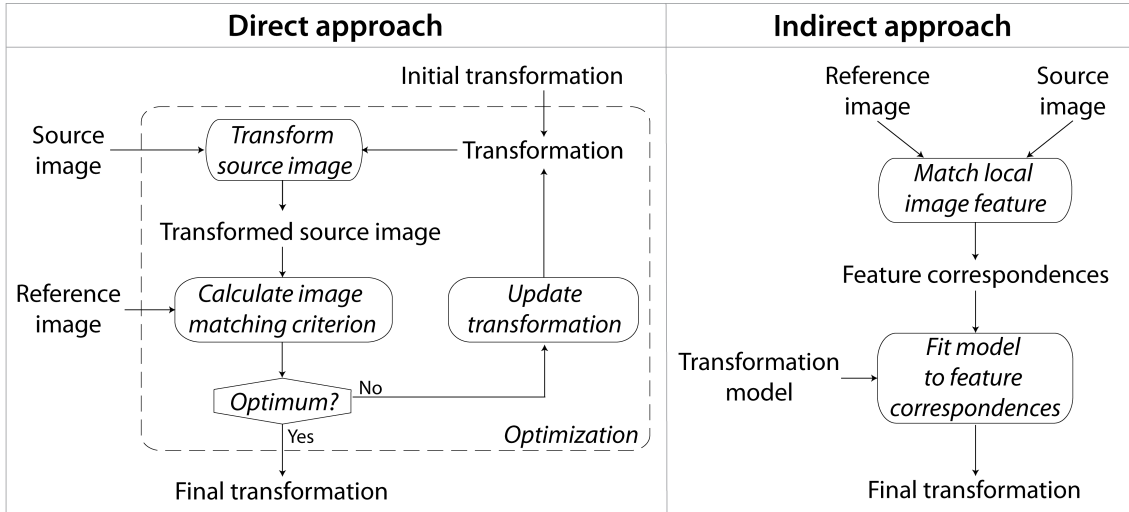 Direct approach
Initial transformation
Source
image
Transform
source image
Transformation
Transformed source image
Reference
image
Calculate image
matching criterion
Update
transformation
Optimum?
No
Yes
Optimization
Final transformation
Indirect approach
Reference
image
Source
image
Match local
image feature
Feature correspondences
Transformation
model
Fit model
to feature
correspondences
Final transformation